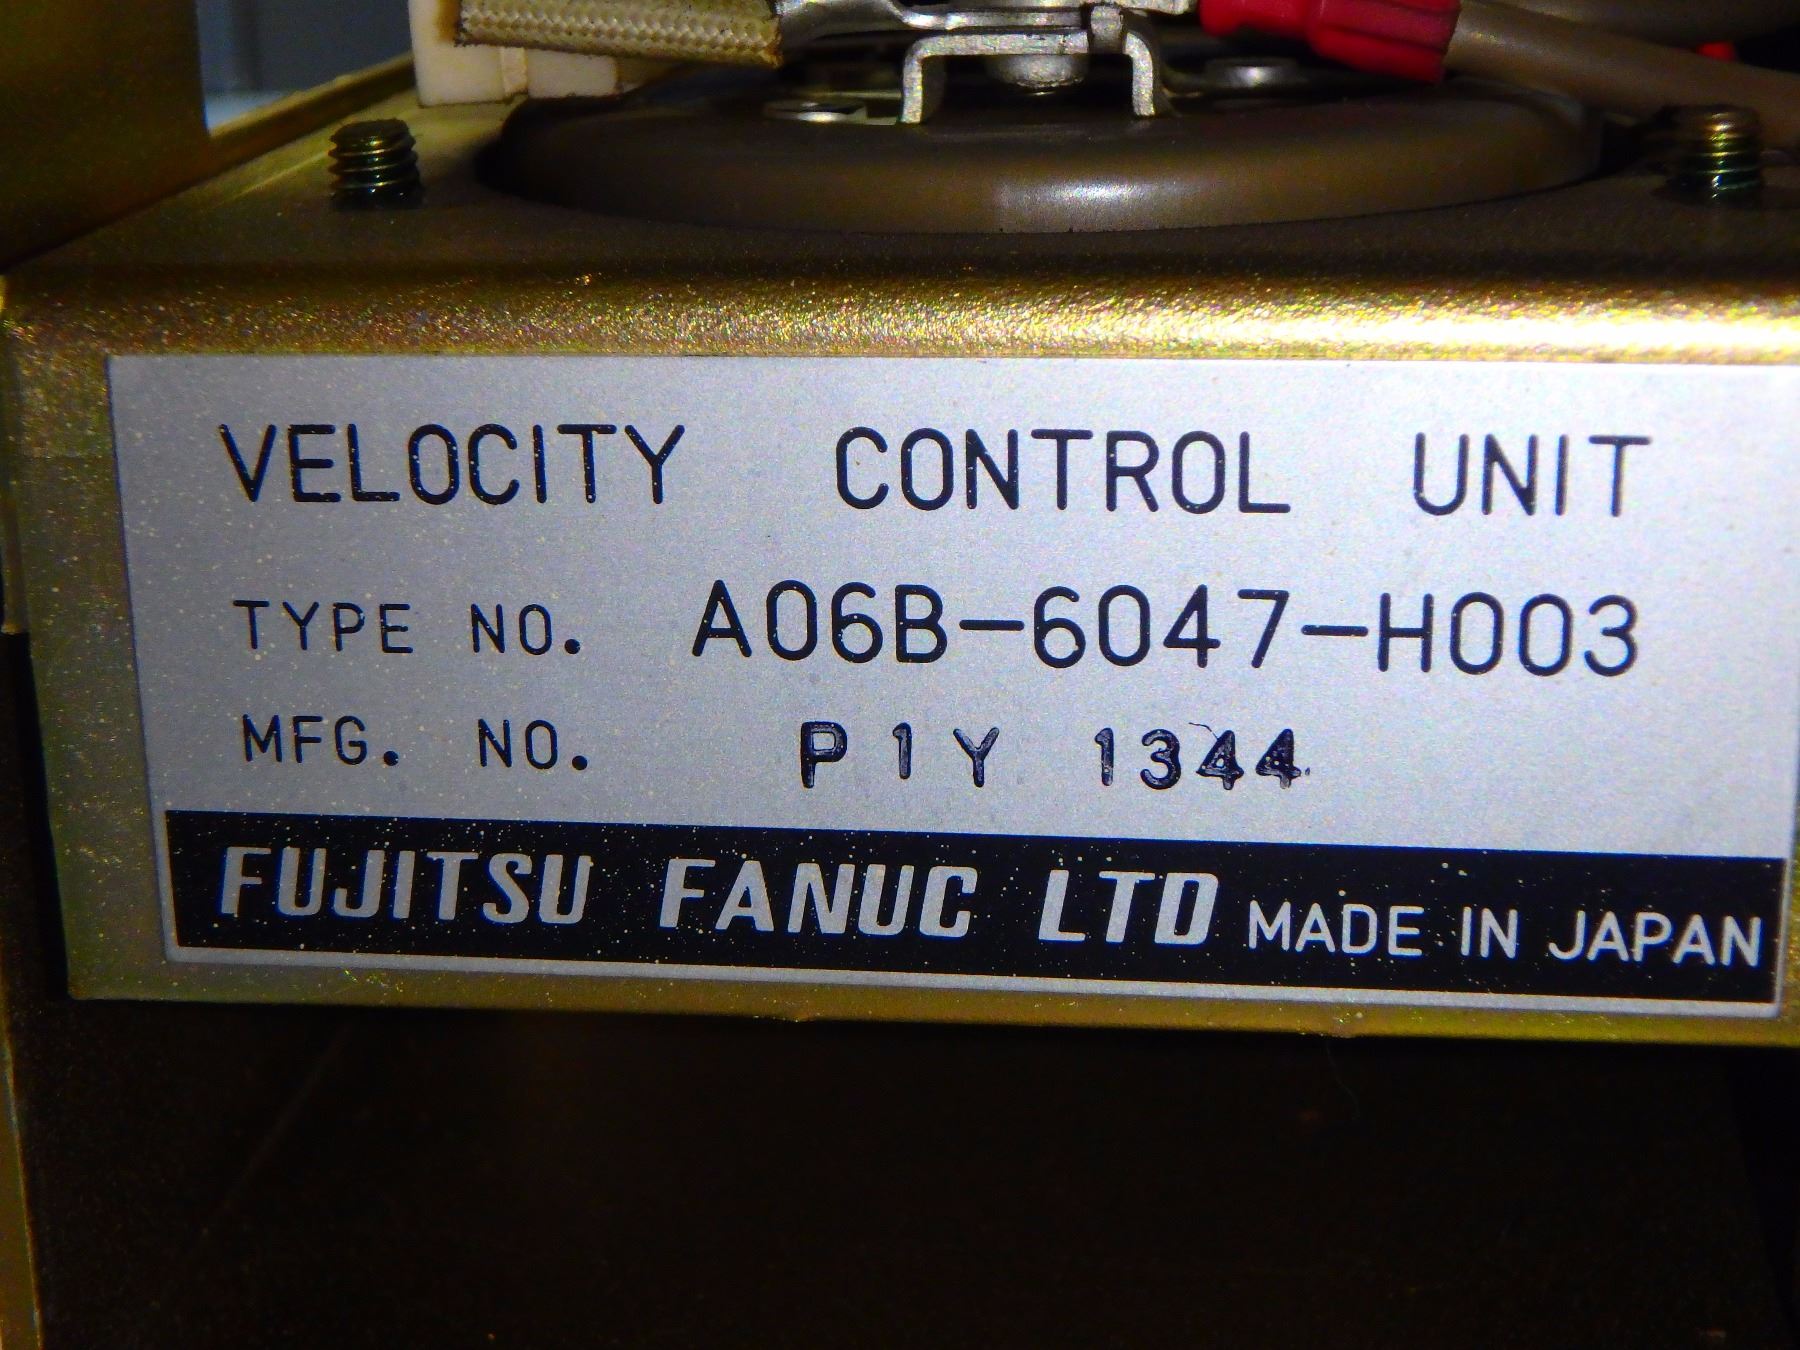 VELOCITY CONTROL UNIT
TYPE NO. A06B-6047-H003
MFG. NO. P1Y 1344
FUJITSU FANUC LTD MADE IN JAPAN